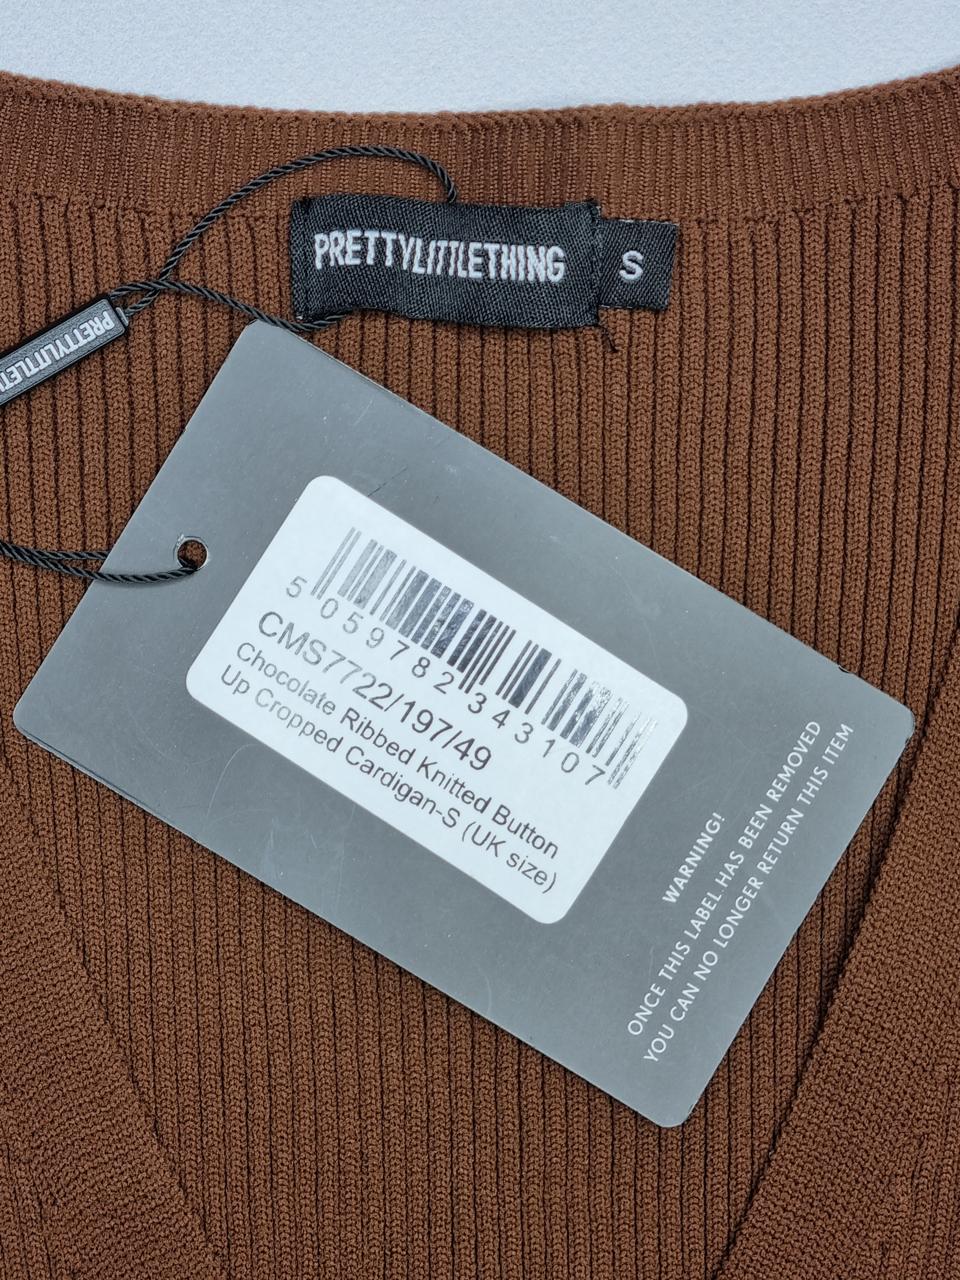 PRETTYLITTLETHING
S
PRETTYLITTLET
5 059782 343107
CMS7722/197/49
Chocolate Ribbed Knitted Button
Up Cropped Cardigan-S (UK size)
WARNING!
ONCE THIS LABEL HAS BEEN REMOVED
YOU CAN NO LONGER RETURN THIS ITEM